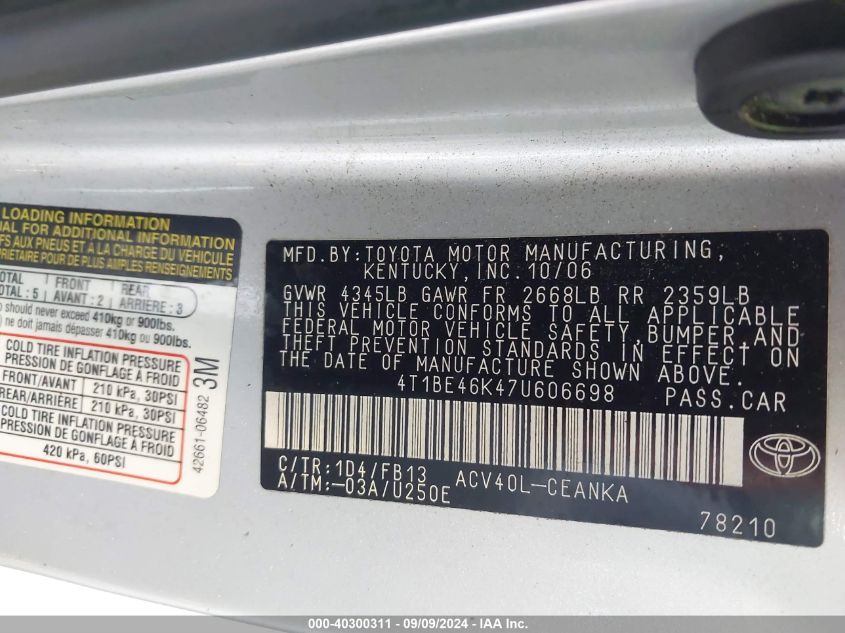 LOADING INFORMATION
FOR ADDITIONAL INFORMATION
AUX PNEUS ET A LA CHARGE DU VÉHICULE
PROPRIETAIRE POUR DE PLUS AMPLES RENSEIGNEMENTS
TOTAL : 5 FRONT AVANT : 2 REAR ARRIÈRE : 3
should never exceed 410kg or 900lbs.
) ne doit jamais dépasser 410kg ou 900lbs.
COLD TIRE INFLATION PRESSURE
PRESSION DE GONFLAGE À FROID
FRONT/AVANT 210 kPa, 30PSI
REAR/ARRIÈRE 210 kPa, 30PSI
COLD TIRE INFLATION PRESSURE
PRESSION DE GONFLAGE À FROID
420 kPa, 60PSI
42661-06482 3M
MFD. BY: TOYOTA MOTOR MANUFACTURING,
KENTUCKY, INC. 10/06
GVWR 4345LB GAWR FR 2668LB RR 2359LB
THIS VEHICLE CONFORMS TO ALL APPLICABLE
FEDERAL MOTOR VEHICLE SAFETY, BUMPER, AND
THEFT PREVENTION STANDARDS IN EFFECT ON
THE DATE OF MANUFACTURE SHOWN ABOVE.
4T1BE46K47U606698 PASS. CAR
C/TR: 1D4/FB13 ACV40L-CEANKA
A/TM: -03A/U250E
78210
000-40300311 - 09/09/2024 - IAA Inc.